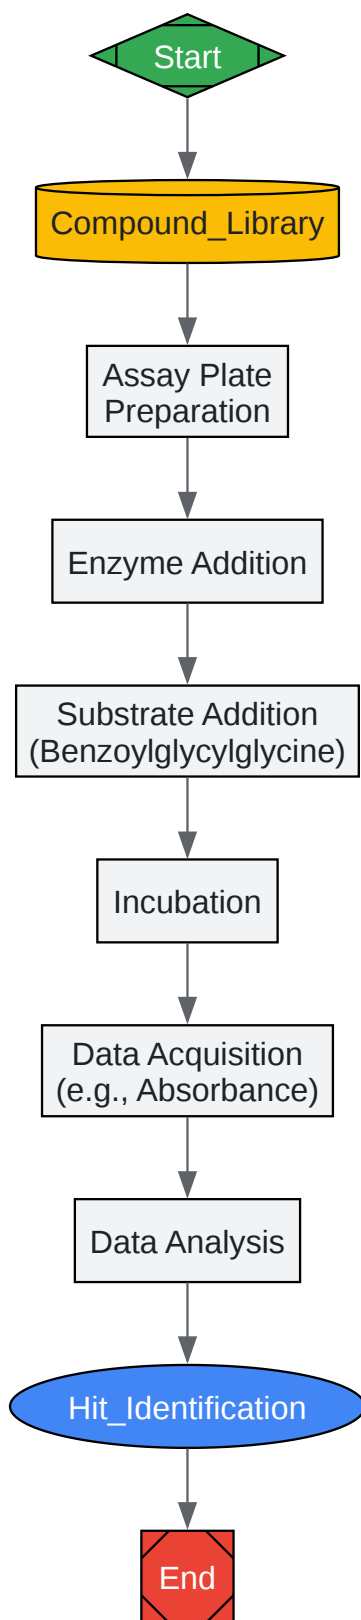 Start
Compound_Library
Assay Plate
Preparation
Enzyme Addition
Substrate Addition
(Benzoylglycylglycine)
Incubation
Data Acquisition
(e.g., Absorbance)
Data Analysis
Hit_Identification
End